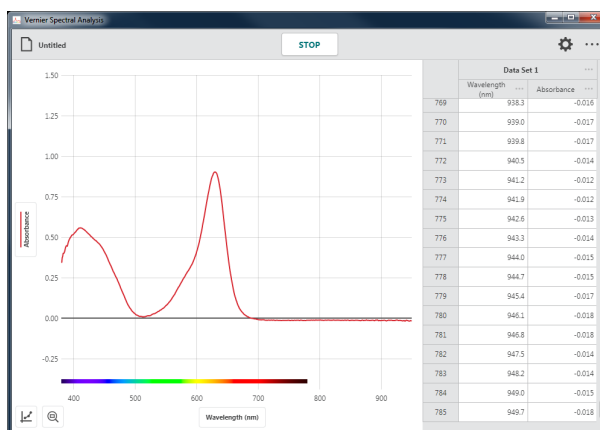 Vernier Spectral Analysis
Untitled
STOP
...
1.50
1.25
1.00
0.75
0.50
0.25
0.00
-0.25
Absorbance
400
500
600
700
800
900
Wavelength (nm)
Data Set 1 ...
Wavelength ... Absorbance ...
(nm)
769 938.3 -0.016
770 939.0 -0.017
771 939.8 -0.017
772 940.5 -0.014
773 941.2 -0.012
774 941.9 -0.012
775 942.6 -0.013
776 943.3 -0.014
777 944.0 -0.015
778 944.7 -0.015
779 945.4 -0.017
780 946.1 -0.018
781 946.8 -0.018
782 947.5 -0.014
783 948.2 -0.014
784 949.0 -0.015
785 949.7 -0.018